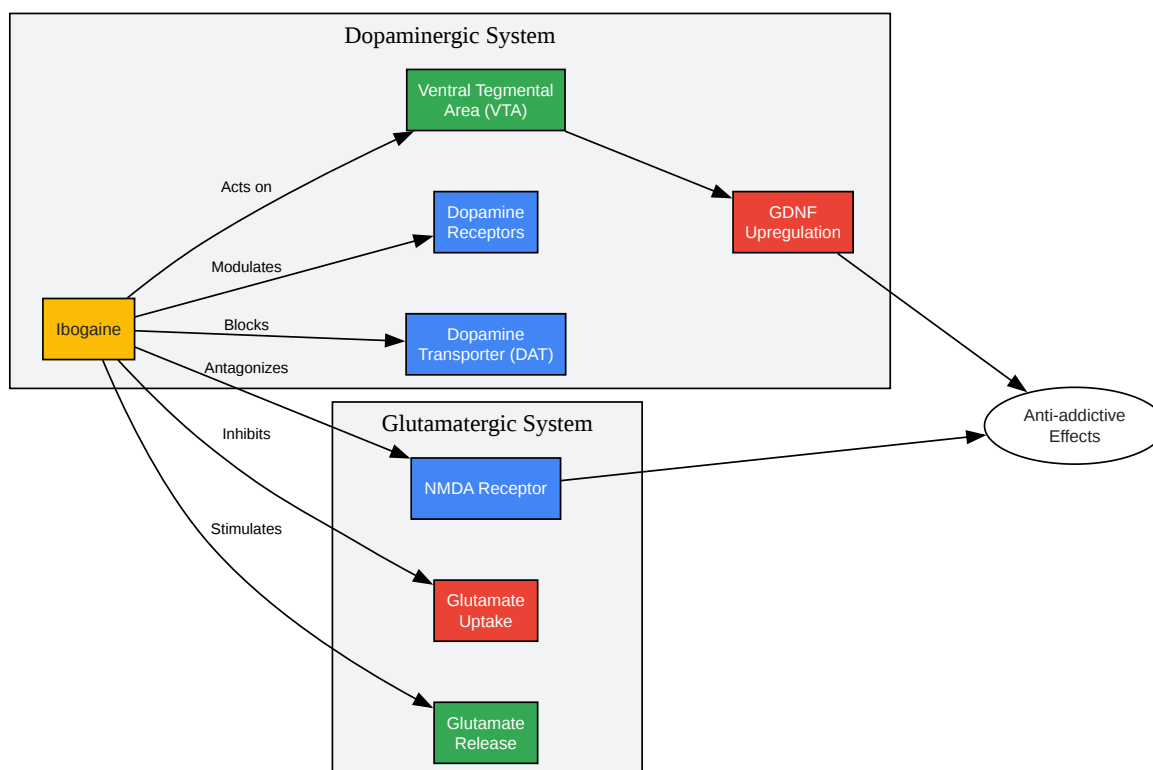 Dopaminergic System
Ventral Tegmental
Area (VTA)
Acts on
Dopamine
Receptors
GDNF
Upregulation
Modulates
Ibogaine
Blocks
Dopamine
Transporter (DAT)
Antagonizes
Anti-addictive
Effects
Glutamatergic System
Inhibits
NMDA Receptor
Stimulates
Glutamate
Uptake
Glutamate
Release